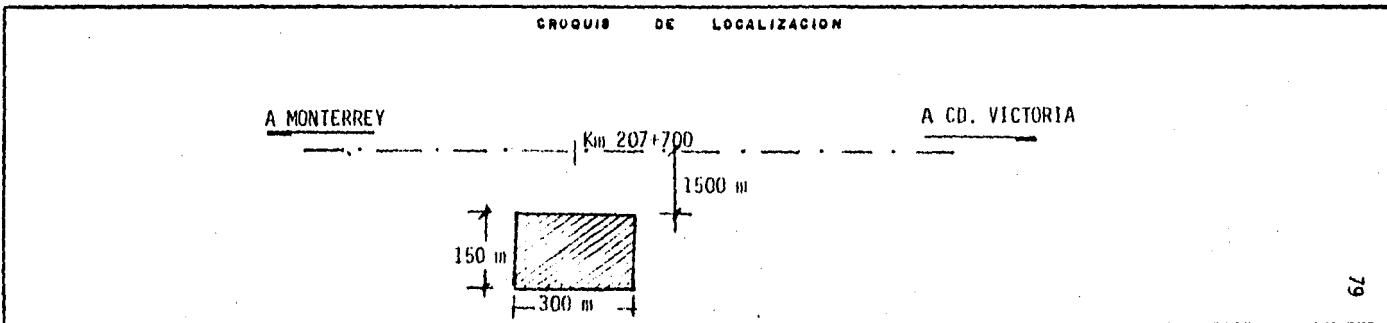 CROQUIS DE LOCALIZACION
A MONTERREY
A CD. VICTORIA
Km 207+700
1500 m
150 m
300 m
79